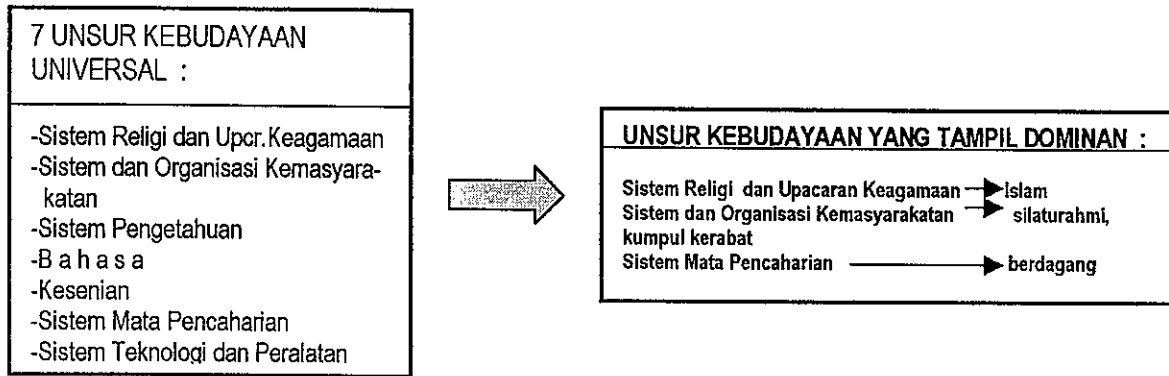 7 UNSUR KEBUDAYAAN
UNIVERSAL :
-Sistem Religi dan Upcr.Keagamaan
-Sistem dan Organisasi Kemasyara-
katan
-Sistem Pengetahuan
-B a h a s a
-Kesenian
-Sistem Mata Pencaharian
-Sistem Teknologi dan Peralatan
UNSUR KEBUDAYAAN YANG TAMPIL DOMINAN :
Sistem Religi dan Upacaran Keagamaan Islam
Sistem dan Organisasi Kemasyarakatan silaturahmi,
kumpul kerabat
Sistem Mata Pencaharian berdagang